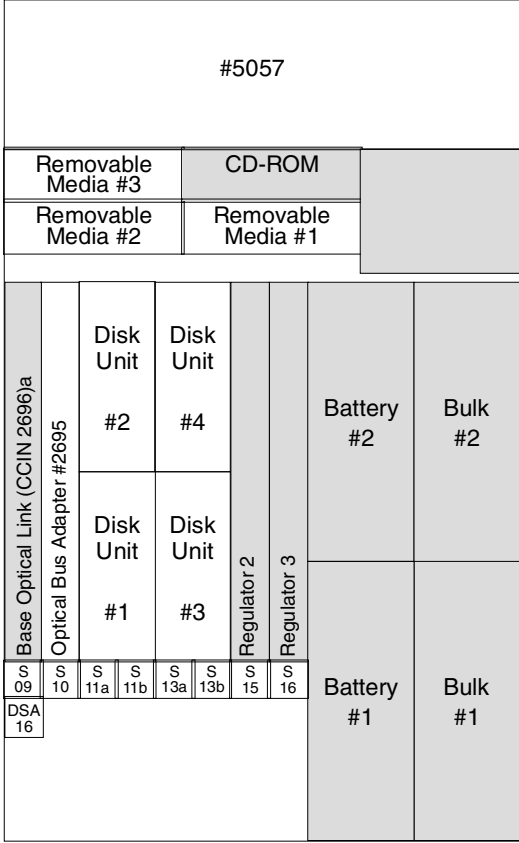 #5057
Removable
Media #3
CD-ROM
Removable
Media #2
Removable
Media #1
Base Optical Link (CCIN 2696)a
Optical Bus Adapter #2695
Disk
Unit
#2
Disk
Unit
#4
Disk
Unit
#1
Disk
Unit
#3
Regulator 2
Regulator 3
Battery
#2
Bulk
#2
S
09
S
10
S
11a
S
11b
S
13a
S
13b
S
15
S
16
Battery
#1
Bulk
#1
DSA
16